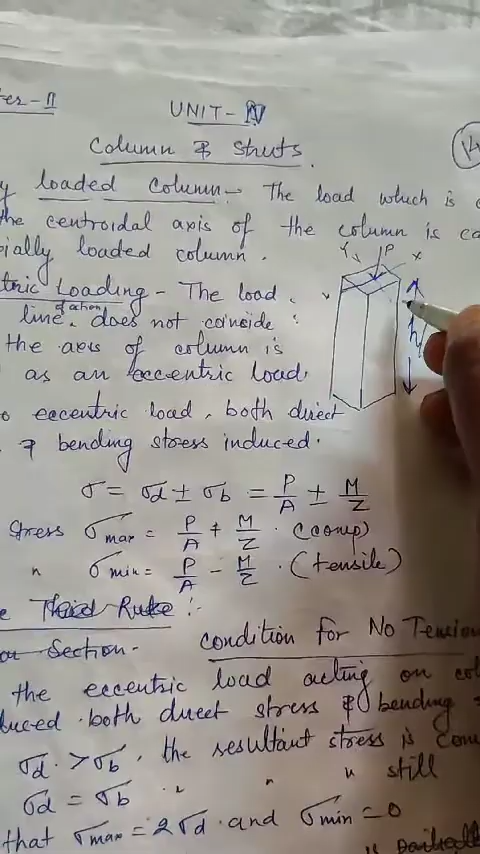 UNIT-IV
Column & Struts.
loaded column- The load which is
the centroidal axis of the column is
loaded column.
Loading - The load
line of action does not coincide
the axis of column is
as an eccentric load.
eccentric load, both direct
& bending stress induced.
P
Y
X
h
σ = σd ± σb = P/A ± M/Z
Stress σmax = P/A + M/Z . (comp)
" σmin = P/A - M/Z . (tensile)
Third Rule :-
Section- condition for No Tension
the eccentric load acting on
both direct stress & bending
σd > σb, the resultant stress is
σd = σb " " " still
that σmax = 2σd and σmin = 0